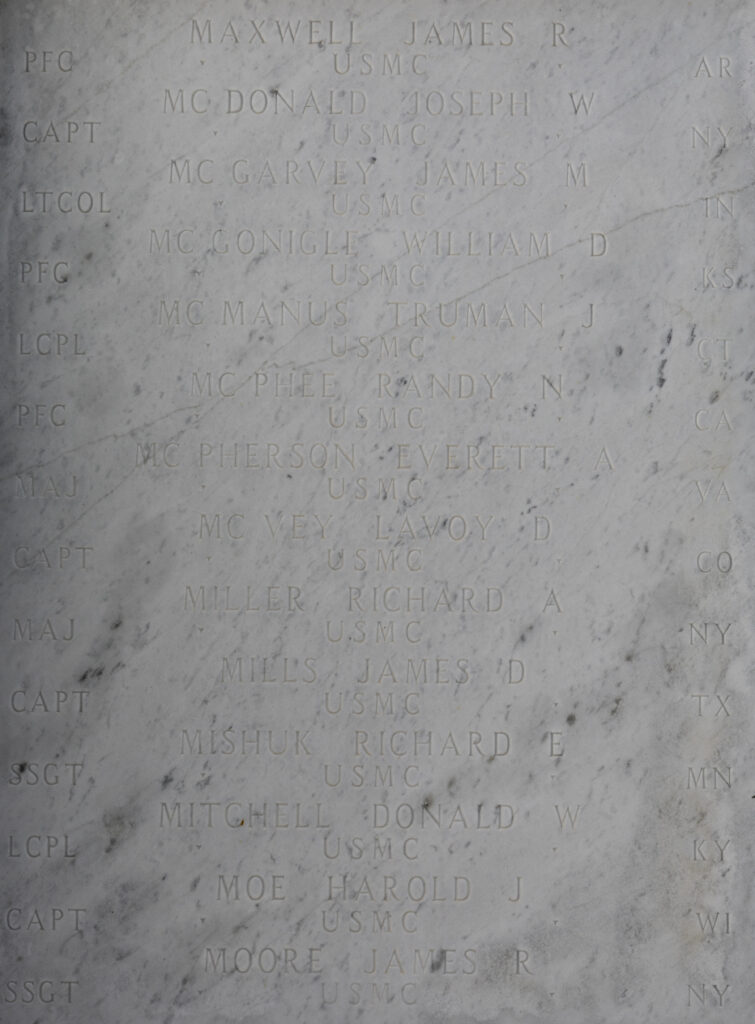 MAXWELL JAMES R
PFC · USMC · AR
MC DONALD JOSEPH W
CAPT · USMC · NY
MC GARVEY JAMES M
LTCOL · USMC · IN
MC GONIGLE WILLIAM D
PFC · USMC · KS
MC MANUS TRUMAN J
LCPL · USMC · CT
MC PHEE RANDY N
PFC · USMC · CA
MC PHERSON EVERETT A
MAJ · USMC · VA
MC VEY LAVOY D
CAPT · USMC · CO
MILLER RICHARD A
MAJ · USMC · NY
MILLS JAMES D
CAPT · USMC · TX
MISHUK RICHARD E
SSGT · USMC · MN
MITCHELL DONALD W
LCPL · USMC · KY
MOE HAROLD J
CAPT · USMC · WI
MOORE JAMES R
SSGT · USMC · NY